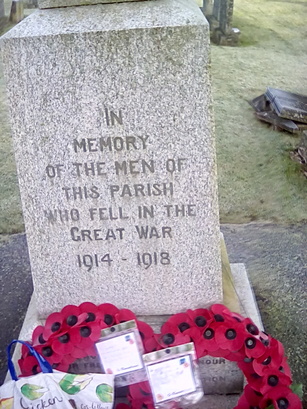 IN
MEMORY
OF THE MEN OF
THIS PARISH
WHO FELL IN THE
GREAT WAR
1914 - 1918